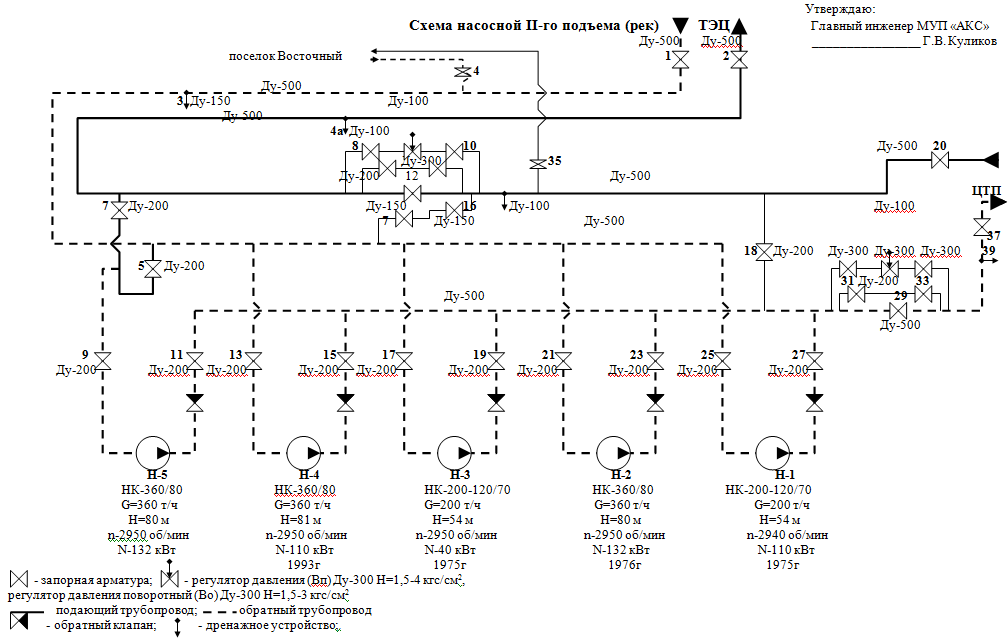 Утверждаю:
Главный инженер МУП «АКС»
________________ Г.В. Куликов
Схема насосной II-го подъема (рек)
ТЭЦ
Ду-500
Ду-500
1
2
поселок Восточный
4
Ду-500
3
Ду-150
Ду-100
Ду-500
4а
Ду-100
8
10
Ду-300
35
Ду-500
20
Ду-200
12
Ду-500
ЦТП
7
Ду-200
Ду-150
16
Ду-100
Ду-100
7
Ду-150
Ду-500
37
5
Ду-200
18
Ду-200
Ду-300
Ду-300
Ду-300
39
31
Ду-200
33
29
Ду-500
Ду-500
9
11
13
15
17
19
21
23
25
27
Ду-200
Ду-200
Ду-200
Ду-200
Ду-200
Ду-200
Ду-200
Ду-200
Ду-200
Ду-200
Н-5
НК-360/80
G=360 т/ч
Н=80 м
n-2950 об/мин
N-132 кВт
Н-4
НК-360/80
G=360 т/ч
Н=81 м
n-2950 об/мин
N-110 кВт
1993г
Н-3
НК-200-120/70
G=200 т/ч
Н=54 м
n-2950 об/мин
N-40 кВт
1975г
Н-2
НК-360/80
G=360 т/ч
Н=80 м
n-2950 об/мин
N-132 кВт
1976г
Н-1
НК-200-120/70
G=200 т/ч
Н=54 м
n-2940 об/мин
N-110 кВт
1975г
- запорная арматура; - регулятор давления (Вп) Ду-300 Н=1,5-4 кгс/см2,
регулятор давления поворотный (Во) Ду-300 Н=1,5-3 кгс/см2
подающий трубопровод; - обратный трубопровод
- обратный клапан; - дренажное устройство;